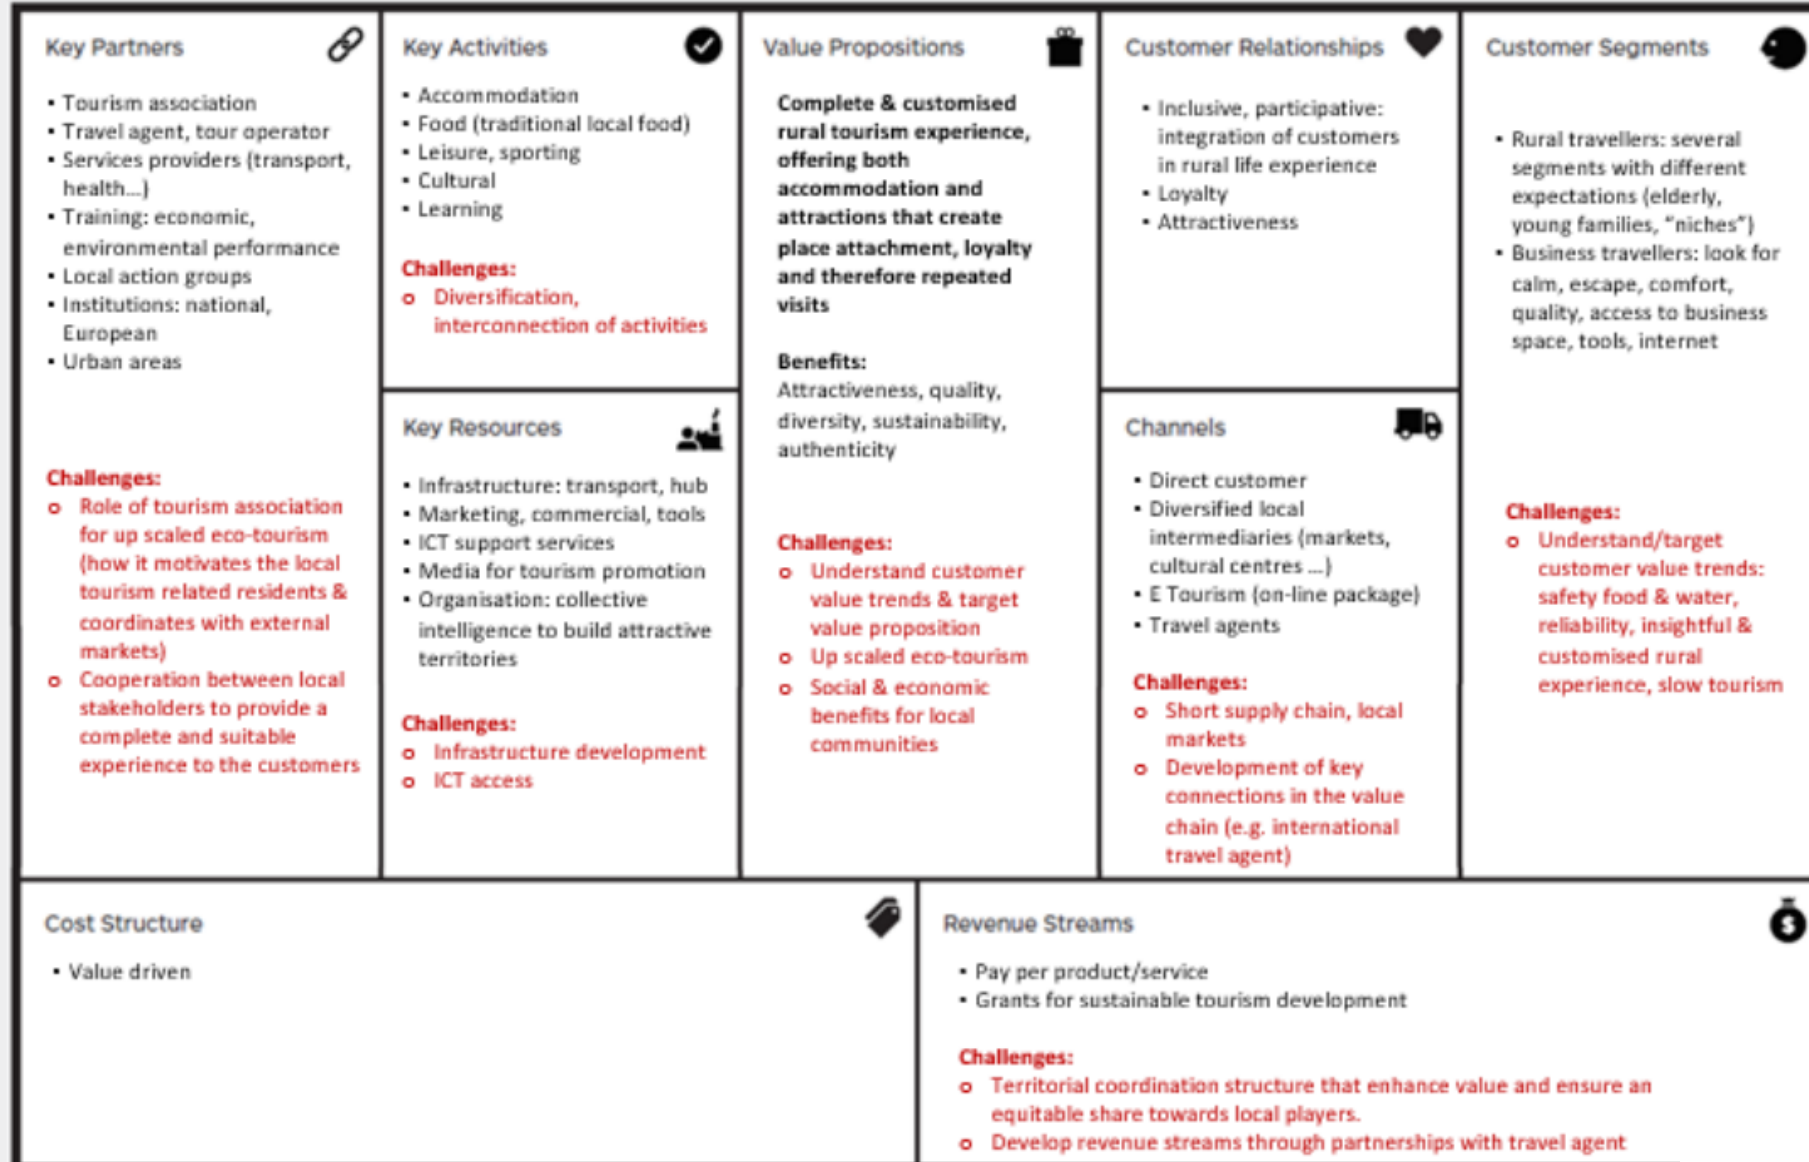 Key Partners
▪ Tourism association
▪ Travel agent, tour operator
▪ Services providers (transport,
health...)
▪ Training: economic,
environmental performance
▪ Local action groups
▪ Institutions: national,
European
▪ Urban areas
Challenges:
o Role of tourism association
for up scaled eco-tourism
(how it motivates the local
tourism related residents &
coordinates with external
markets)
o Cooperation between local
stakeholders to provide a
complete and suitable
experience to the customers
Key Activities
▪ Accommodation
▪ Food (traditional local food)
▪ Leisure, sporting
▪ Cultural
▪ Learning
Challenges:
o Diversification,
interconnection of activities
Key Resources
▪ Infrastructure: transport, hub
▪ Marketing, commercial, tools
▪ ICT support services
▪ Media for tourism promotion
▪ Organisation: collective
intelligence to build attractive
territories
Challenges:
o Infrastructure development
o ICT access
Value Propositions
Complete & customised
rural tourism experience,
offering both
accommodation and
attractions that create
place attachment, loyalty
and therefore repeated
visits
Benefits:
Attractiveness, quality,
diversity, sustainability,
authenticity
Challenges:
o Understand customer
value trends & target
value proposition
o Up scaled eco-tourism
o Social & economic
benefits for local
communities
Customer Relationships
▪ Inclusive, participative:
integration of customers
in rural life experience
▪ Loyalty
▪ Attractiveness
Channels
▪ Direct customer
▪ Diversified local
intermediaries (markets,
cultural centres ...)
▪ E Tourism (on-line package)
▪ Travel agents
Challenges:
o Short supply chain, local
markets
o Development of key
connections in the value
chain (e.g. international
travel agent)
Customer Segments
▪ Rural travellers: several
segments with different
expectations (elderly,
young families, "niches")
▪ Business travellers: look for
calm, escape, comfort,
quality, access to business
space, tools, internet
Challenges:
o Understand/target
customer value trends:
safety food & water,
reliability, insightful &
customised rural
experience, slow tourism
Cost Structure
▪ Value driven
Revenue Streams
$
▪ Pay per product/service
▪ Grants for sustainable tourism development
Challenges:
o Territorial coordination structure that enhance value and ensure an
equitable share towards local players.
o Develop revenue streams through partnerships with travel agent